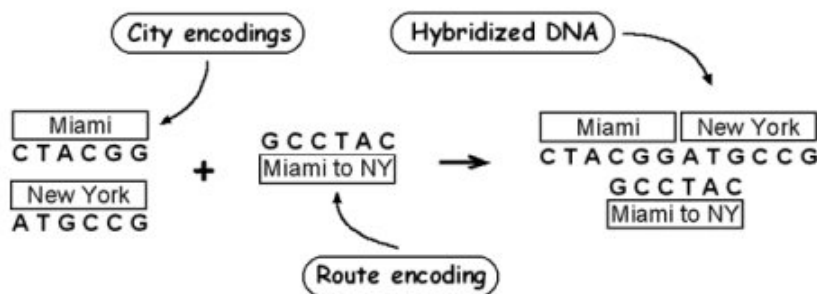 City encodings
Hybridized DNA
Miami
CTACGG
New York
ATGCCG
+
GCCTAC
Miami to NY
Miami New York
CTACGGATGCCG
GCCTAC
Miami to NY
Route encoding